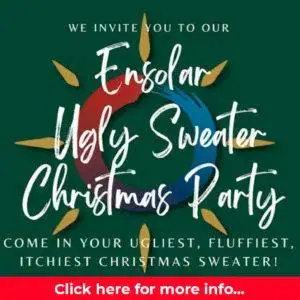 WE INVITE YOU TO OUR
Ensolar
Ugly Sweater
Christmas Party
COME IN YOUR UGLIEST, FLUFFIEST,
ITCHIEST CHRISTMAS SWEATER!
Click here for more info...